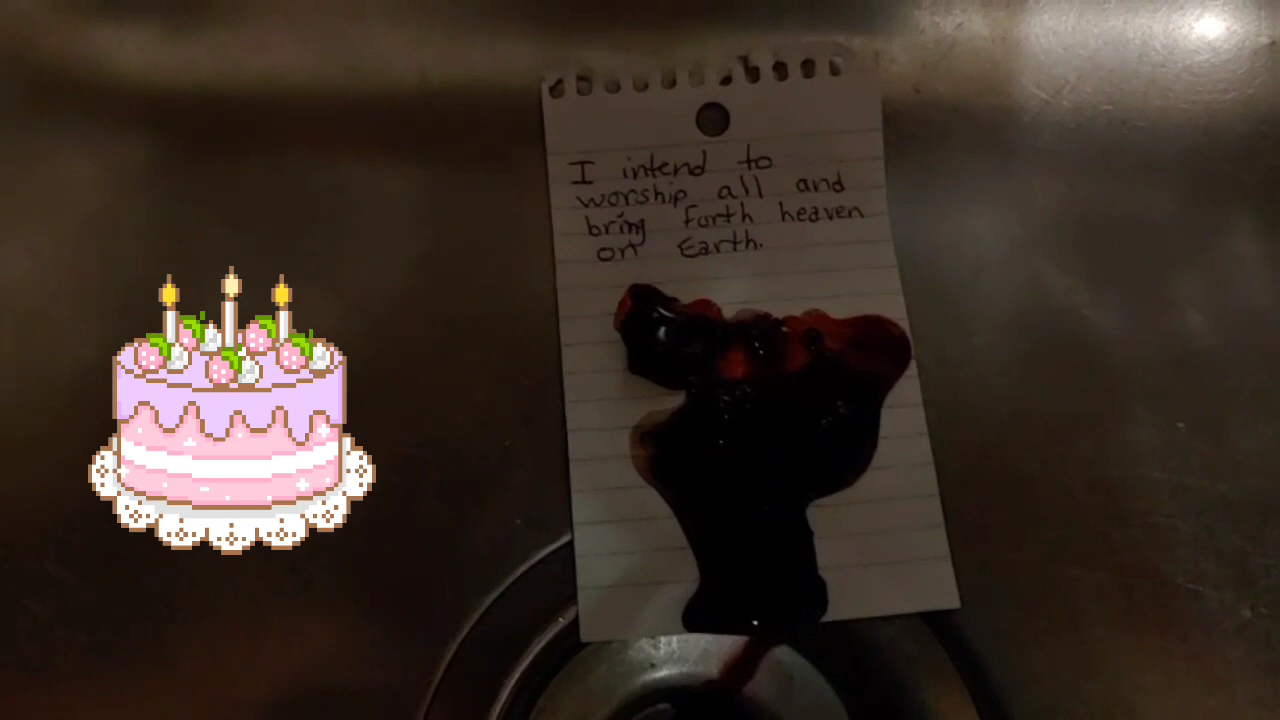 I intend to
worship all and
bring forth heaven
on Earth.